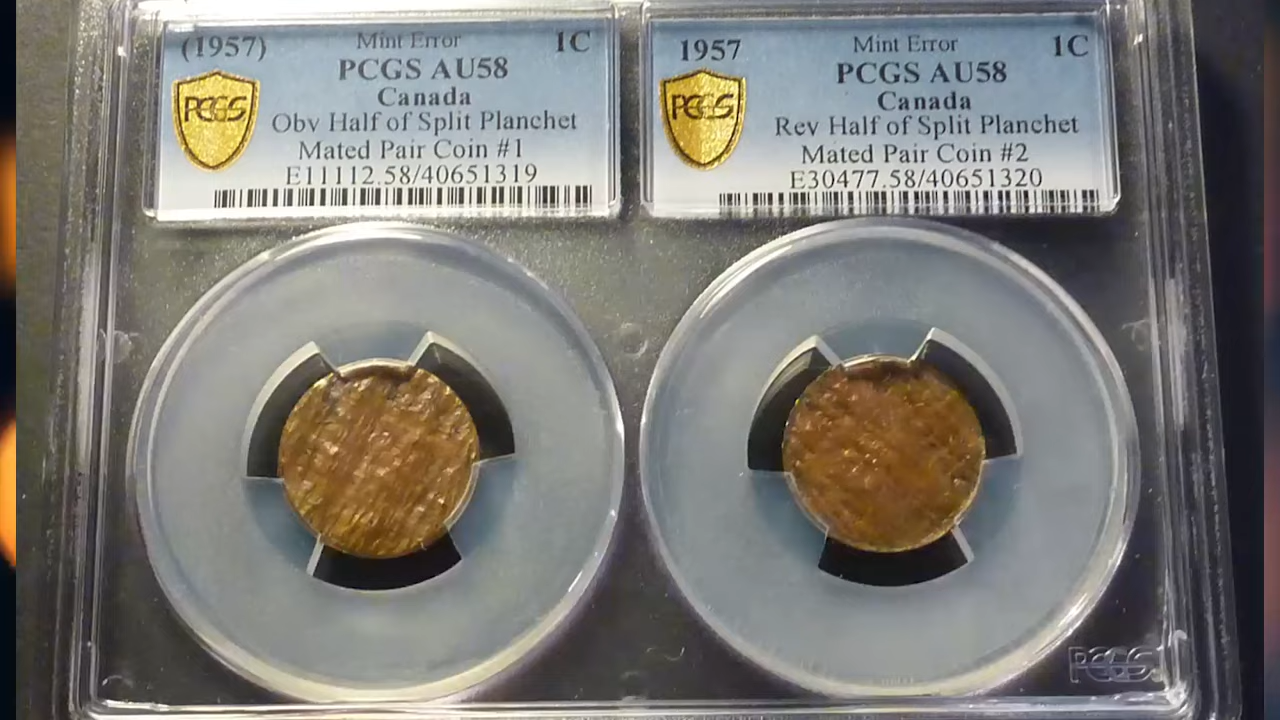 (1957) Mint Error 1C
PCGS AU58
Canada
PCGS
Obv Half of Split Planchet
Mated Pair Coin #1
E11112.58/40651319
1957 Mint Error 1C
PCGS AU58
Canada
PCGS
Rev Half of Split Planchet
Mated Pair Coin #2
E30477.58/40651320
PCGS